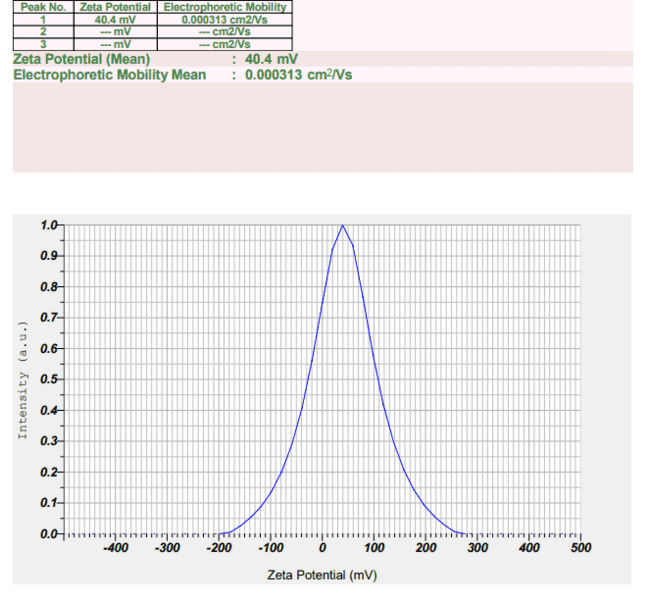 Peak No. Zeta Potential Electrophoretic Mobility
1 40.4 mV 0.000313 cm2/Vs
2 --- mV --- cm2/Vs
3 --- mV --- cm2/Vs
Zeta Potential (Mean) : 40.4 mV
Electrophoretic Mobility Mean : 0.000313 cm²/Vs
1.0
0.9
0.8
0.7
0.6
0.5
0.4
0.3
0.2
0.1
0.0
Intensity (a.u.)
-400 -300 -200 -100 0 100 200 300 400 500
Zeta Potential (mV)